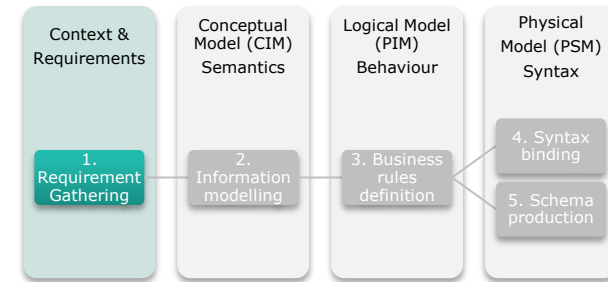 Context &
Requirements
1.
Requirement
Gathering
Conceptual
Model (CIM)
Semantics
2.
Information
modelling
Logical Model
(PIM)
Behaviour
3. Business
rules
definition
Physical
Model (PSM)
Syntax
4. Syntax
binding
5. Schema
production